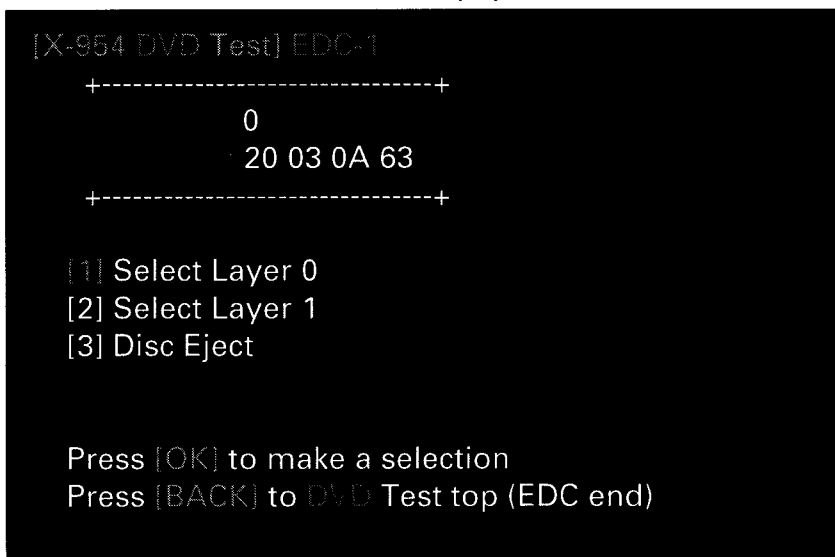 [X-954 DVD Test] EDC-1
+------------------------------+
0
20 03 0A 63
+------------------------------+
[1] Select Layer 0
[2] Select Layer 1
[3] Disc Eject
Press [OK] to make a selection
Press [BACK] to DVD Test top (EDC end)